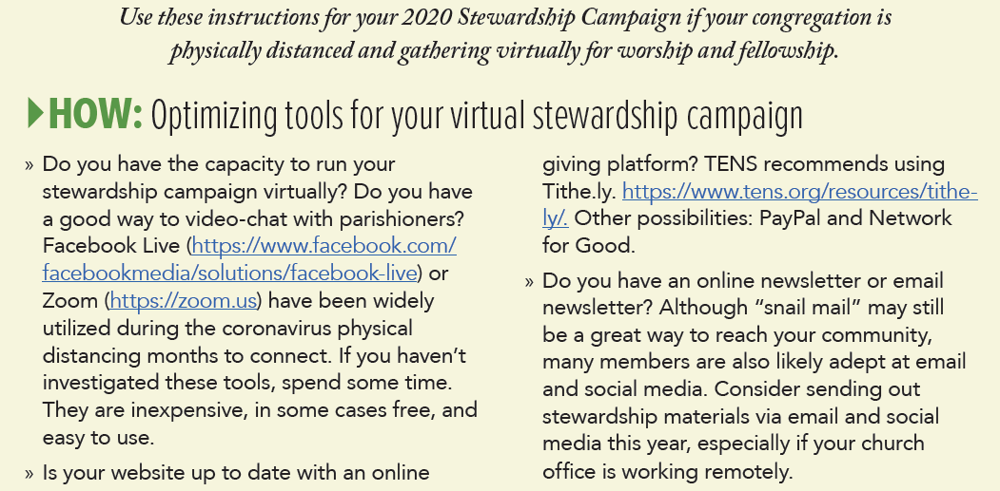 Use these instructions for your 2020 Stewardship Campaign if your congregation is
physically distanced and gathering virtually for worship and fellowship.
HOW: Optimizing tools for your virtual stewardship campaign
» Do you have the capacity to run your
stewardship campaign virtually? Do you have
a good way to video-chat with parishioners?
Facebook Live (https://www.facebook.com/
facebookmedia/solutions/facebook-live) or
Zoom (https://zoom.us) have been widely
utilized during the coronavirus physical
distancing months to connect. If you haven’t
investigated these tools, spend some time.
They are inexpensive, in some cases free, and
easy to use.
» Is your website up to date with an online
giving platform? TENS recommends using
Tithe.ly. https://www.tens.org/resources/tithe-
ly/. Other possibilities: PayPal and Network
for Good.
» Do you have an online newsletter or email
newsletter? Although “snail mail” may still
be a great way to reach your community,
many members are also likely adept at email
and social media. Consider sending out
stewardship materials via email and social
media this year, especially if your church
office is working remotely.